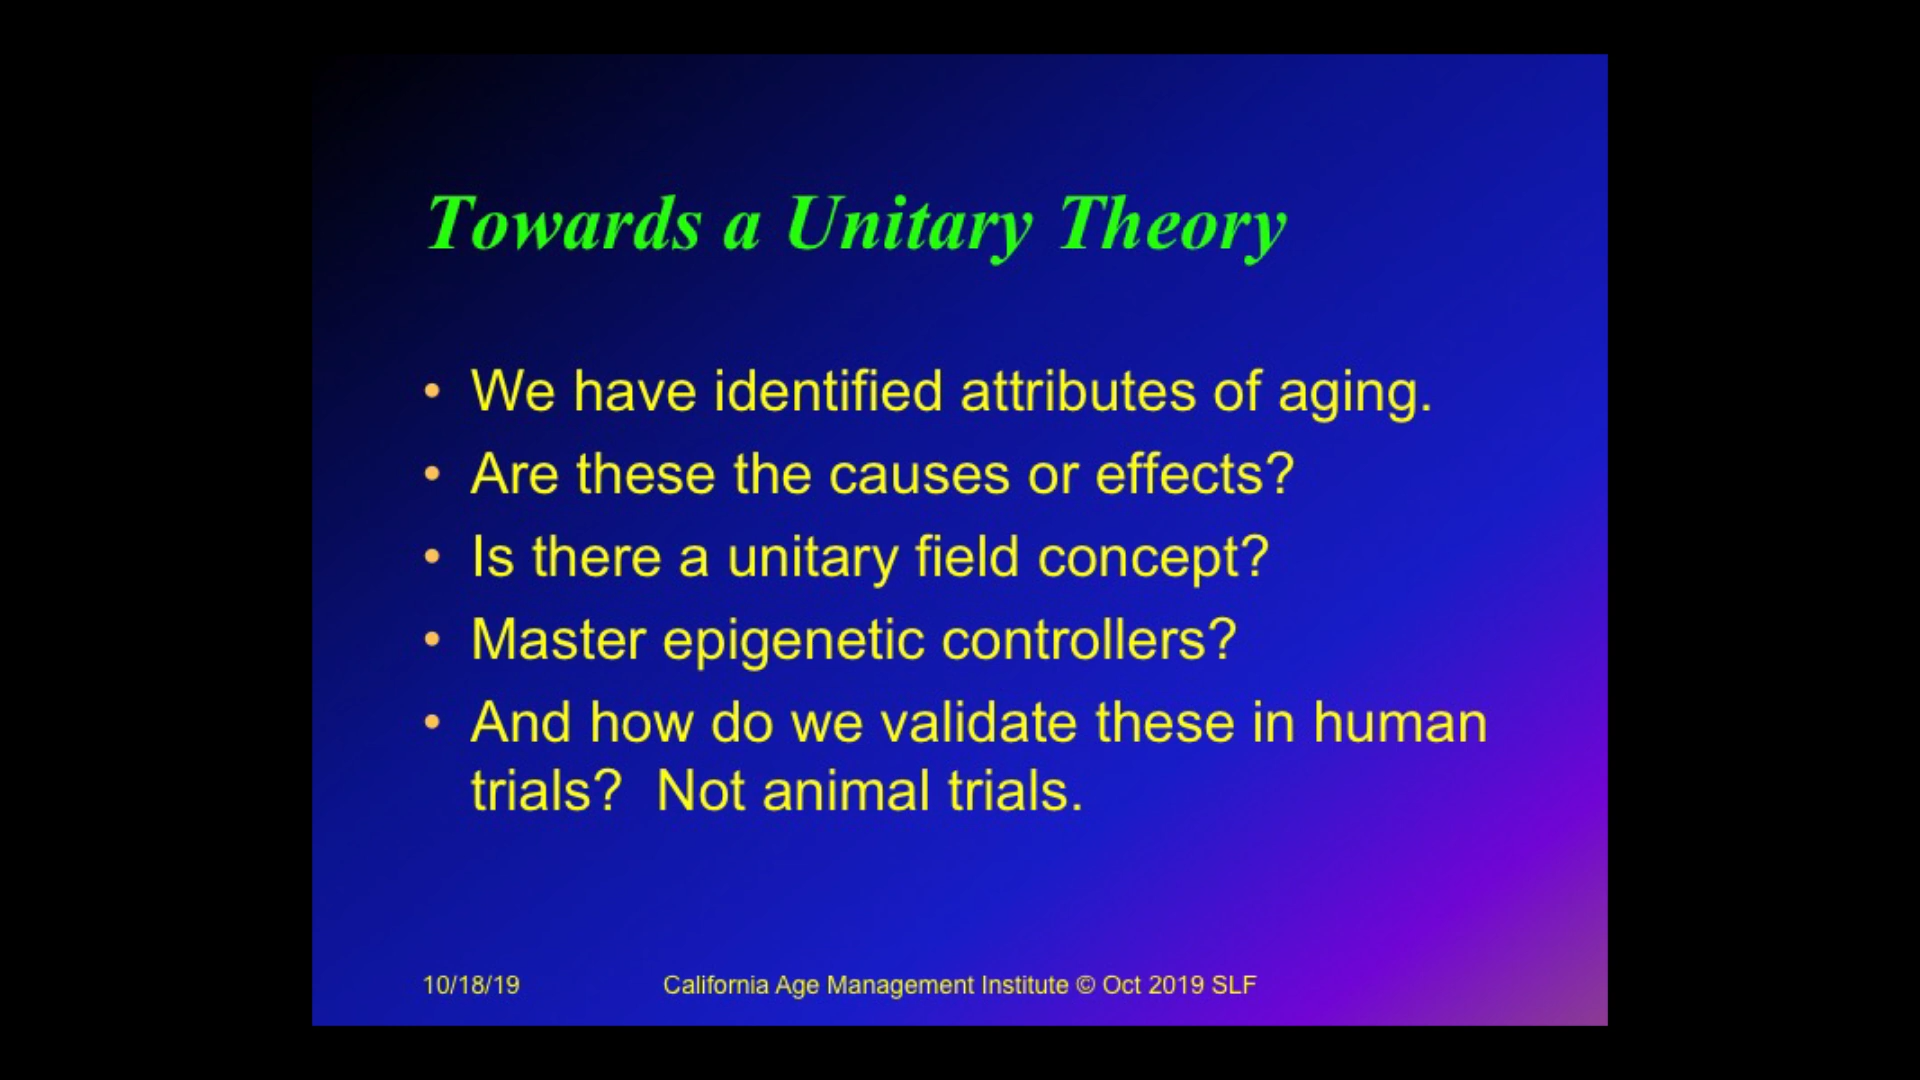 Towards a Unitary Theory
• We have identified attributes of aging.
• Are these the causes or effects?
• Is there a unitary field concept?
• Master epigenetic controllers?
• And how do we validate these in human
trials?  Not animal trials.
10/18/19
California Age Management Institute © Oct 2019 SLF